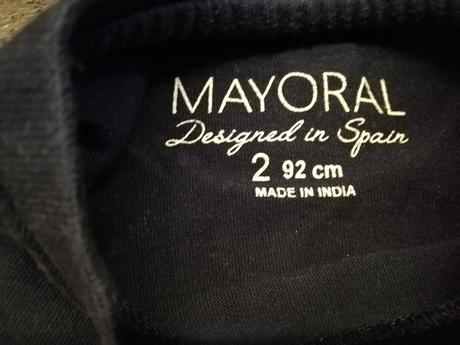 MAYORAL
Designed in Spain
2 92 cm
MADE IN INDIA